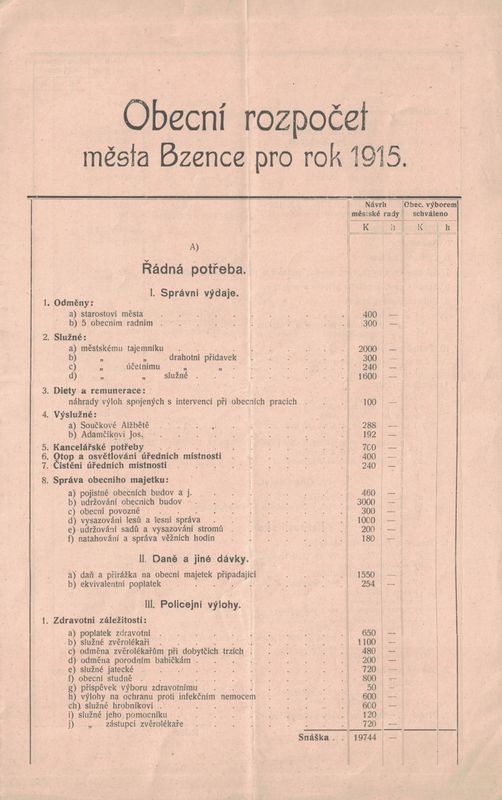 Obecní rozpočet
města Bzence pro rok 1915.
Návrh městské rady
Obec. výborem schváleno
K h K h
A)
Řádná potřeba.
I. Správní výdaje.
1. Odměny:
a) starostovi města 400 —
b) 5 obecním radním 300 —
2. Služné:
a) městskému tajemníku 2000 —
b) „ „ drahotní přídavek 300 —
c) „ účetnímu „ „ 240 —
d) „ „ služné 1600 —
3. Diety a remunerace:
náhrady výloh spojených s intervencí při obecních pracích 100 —
4. Výslužné:
a) Součkové Alžbětě 288 —
b) Adamčíkovi Jos. 192 —
5. Kancelářské potřeby 700 —
6. Otop a osvětlování úředních místností 400 —
7. Čistění úředních místností 240 —
8. Správa obecního majetku:
a) pojistné obecních budov a j. 460 —
b) udržování obecních budov 3000 —
c) obecní povozné 300 —
d) vysazování lesů a lesní správa 1000 —
e) udržování sadů a vysazování stromů 200 —
f) natahování a správa věžních hodin 180 —
II. Daně a jiné dávky.
a) daň a přirážka na obecní majetek připadající 1550 —
b) ekvivalentní poplatek 254 —
III. Policejní výlohy.
1. Zdravotní záležitosti:
a) poplatek zdravotní 650 —
b) služné zvěrolékaři 1100 —
c) odměna zvěrolékařům při dobytčích trzích 480 —
d) odměna porodním babičkám 200 —
e) služné jatecké 720 —
f) obecní studně 800 —
g) příspěvek výboru zdravotnímu 50 —
h) výlohy na ochranu proti infekčním nemocem 600 —
ch) služné hrobníkovi 600 —
i) služné jeho pomocníku 120 —
j) „ zástupci zvěrolékaře 720 —
Snáška 19744 —